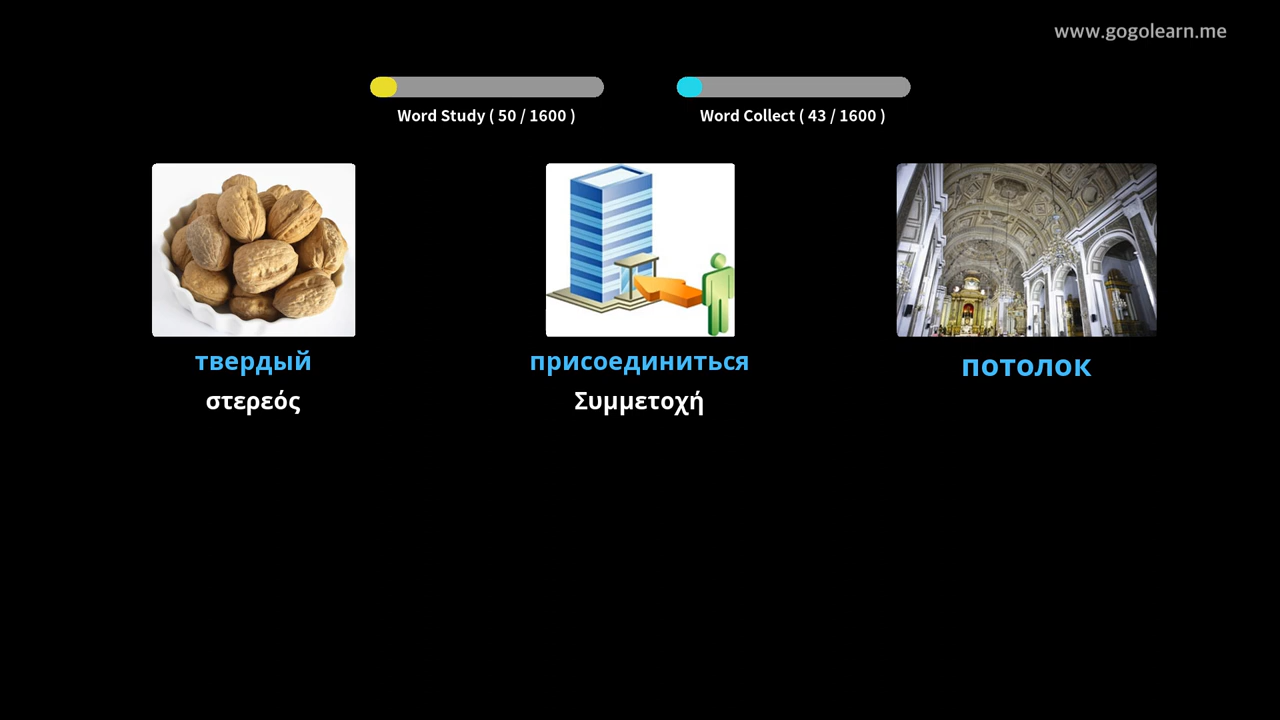 www.gogolearn.me
Word Study ( 50 / 1600 )
Word Collect ( 43 / 1600 )
твердый
στερεός
присоединиться
Συμμετοχή
потолок